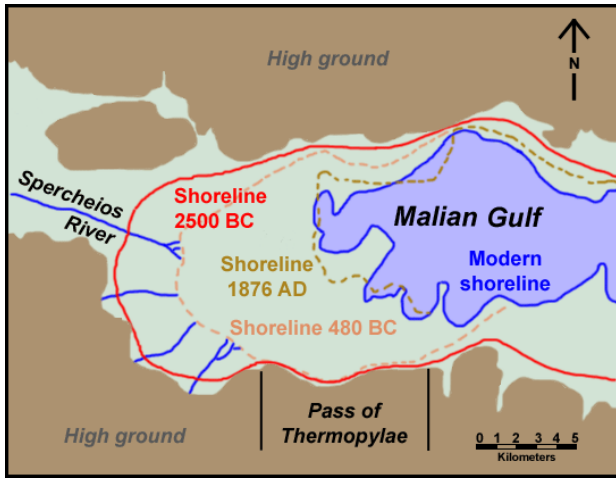 High ground
N
Spercheios
River
Shoreline
2500 BC
Malian Gulf
Shoreline
1876 AD
Modern
shoreline
Shoreline 480 BC
Pass of
Thermopylae
High ground
0 1 2 3 4 5
Kilometers